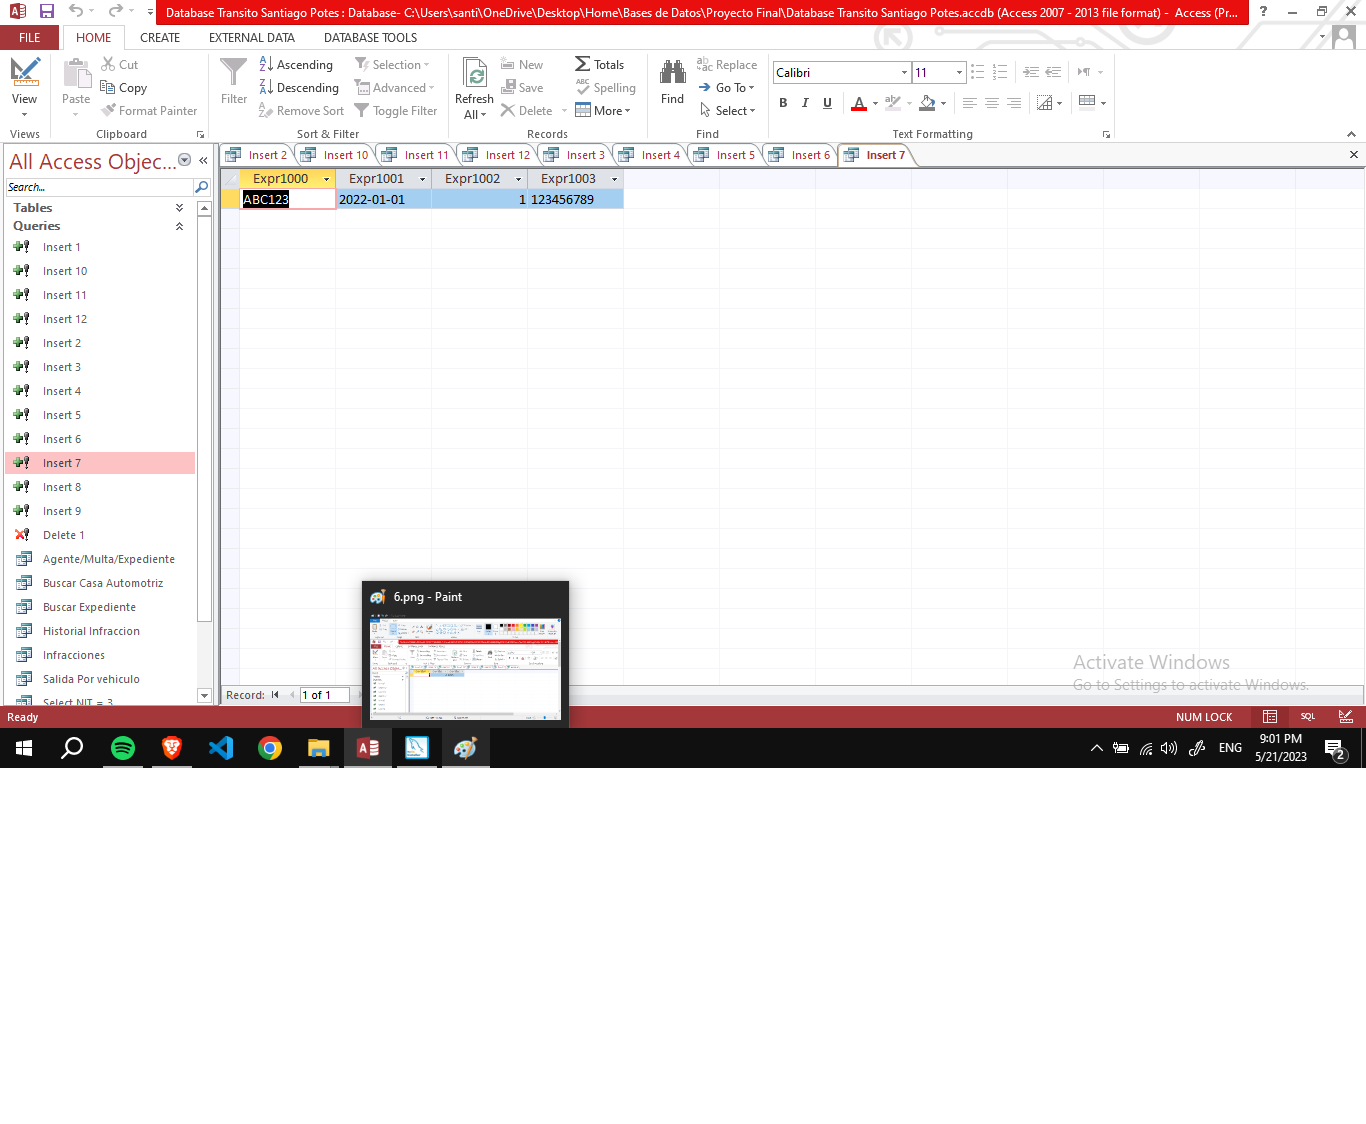 Database Transito Santiago Potes : Database- C:\Users\santi\OneDrive\Desktop\Home\Bases de Datos\Proyecto Final\Database Transito Santiago Potes.accdb (Access 2007 - 2013 file format) - Access (Pr...
FILE HOME CREATE EXTERNAL DATA DATABASE TOOLS
View
Views
Paste
Cut
Copy
Format Painter
Clipboard
Filter
Ascending
Descending
Remove Sort
Selection
Advanced
Toggle Filter
Sort & Filter
Refresh
All
New
Save
Delete
Totals
Spelling
More
Records
Find
Replace
Go To
Select
Find
Calibri 11
B I U A
Text Formatting
All Access Objec...
Search...
Tables
Queries
Insert 1
Insert 10
Insert 11
Insert 12
Insert 2
Insert 3
Insert 4
Insert 5
Insert 6
Insert 7
Insert 8
Insert 9
Delete 1
Agente/Multa/Expediente
Buscar Casa Automotriz
Buscar Expediente
Historial Infraccion
Infracciones
Salida Por vehiculo
Select NIT = 3
Insert 2 Insert 10 Insert 11 Insert 12 Insert 3 Insert 4 Insert 5 Insert 6 Insert 7
Expr1000 Expr1001 Expr1002 Expr1003
ABC123 2022-01-01 1 123456789
6.png - Paint
Activate Windows
Go to Settings to activate Windows.
Record: 1 of 1
Ready NUM LOCK SQL
ENG
9:01 PM
5/21/2023
2